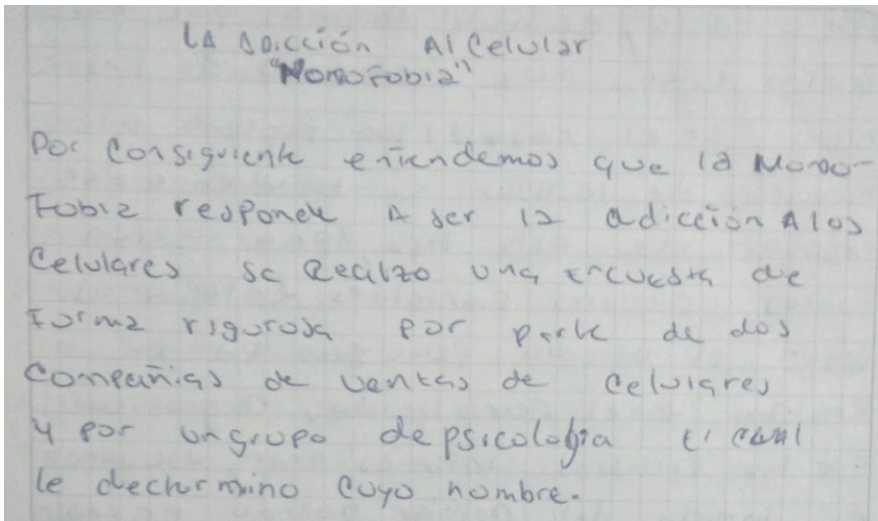 LA ADICCIÓN Al Celular
"NOMOFobia"
Por Consiguiente entendemos que la Nomo-
Fobia responde A ser la adicción A los
Celulares se Realizo una encuesta de
Forma rigurosa por parte de dos
Compañias de ventas de Celulares
y por un grupo de psicología El cual
le determino cuyo nombre.